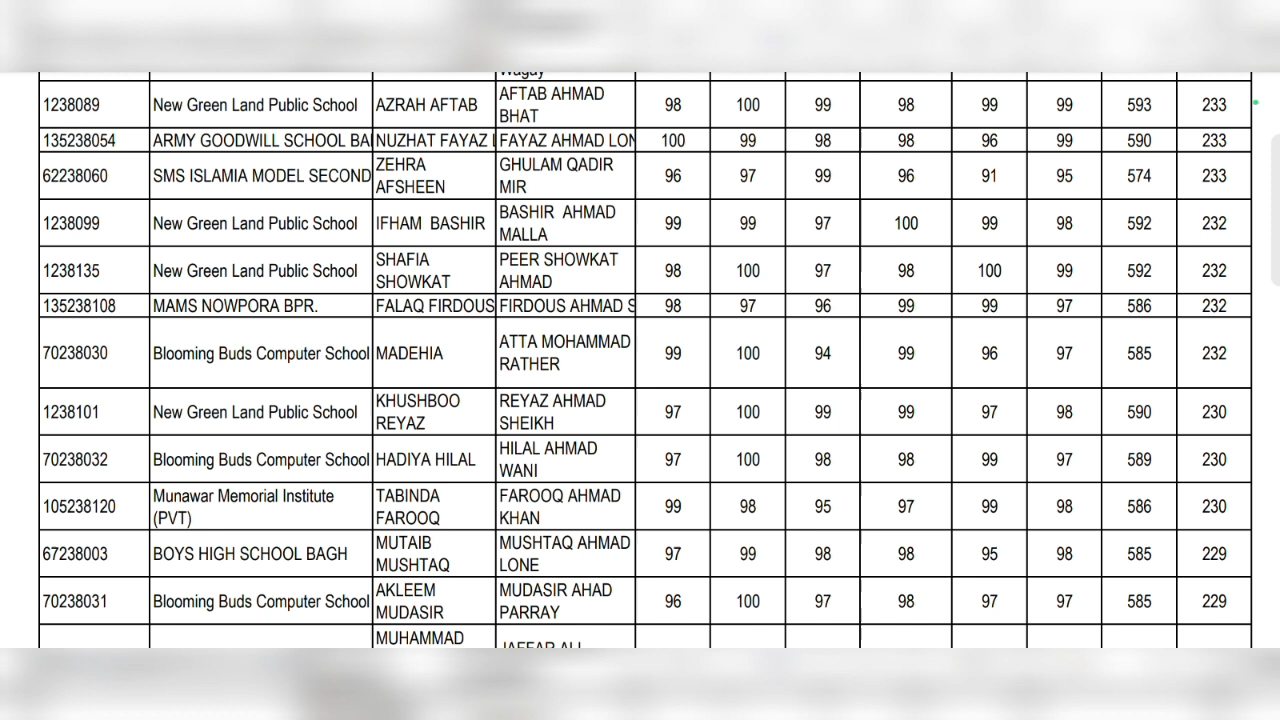 1238089 New Green Land Public School AZRAH AFTAB AFTAB AHMAD BHAT 98 100 99 98 99 99 593 233
135238054 ARMY GOODWILL SCHOOL NUZHAT FAYAZ FAYAZ AHMAD 100 99 98 98 96 99 590 233
62238060 SMS ISLAMIA MODEL SECOND ZEHRA AFSHEEN GHULAM QADIR MIR 96 97 99 96 91 95 574 233
1238099 New Green Land Public School IFHAM BASHIR BASHIR AHMAD MALLA 99 99 97 100 99 98 592 232
1238135 New Green Land Public School SHAFIA SHOWKAT PEER SHOWKAT AHMAD 98 100 97 98 100 99 592 232
135238108 MAMS NOWPORA BPR. FALAQ FIRDOUS FIRDOUS AHMAD 98 97 96 99 99 97 586 232
70238030 Blooming Buds Computer School MADEHIA ATTA MOHAMMAD RATHER 99 100 94 99 96 97 585 232
1238101 New Green Land Public School KHUSHBOO REYAZ REYAZ AHMAD SHEIKH 97 100 99 99 97 98 590 230
70238032 Blooming Buds Computer School HADIYA HILAL HILAL AHMAD WANI 97 100 98 98 99 97 589 230
105238120 Munawar Memorial Institute (PVT) TABINDA FAROOQ FAROOQ AHMAD KHAN 99 98 95 97 99 98 586 230
67238003 BOYS HIGH SCHOOL BAGH MUTAIB MUSHTAQ MUSHTAQ AHMAD LONE 97 99 98 98 95 98 585 229
70238031 Blooming Buds Computer School AKLEEM MUDASIR MUDASIR AHAD PARRAY 96 100 97 98 97 97 585 229
MUHAMMAD